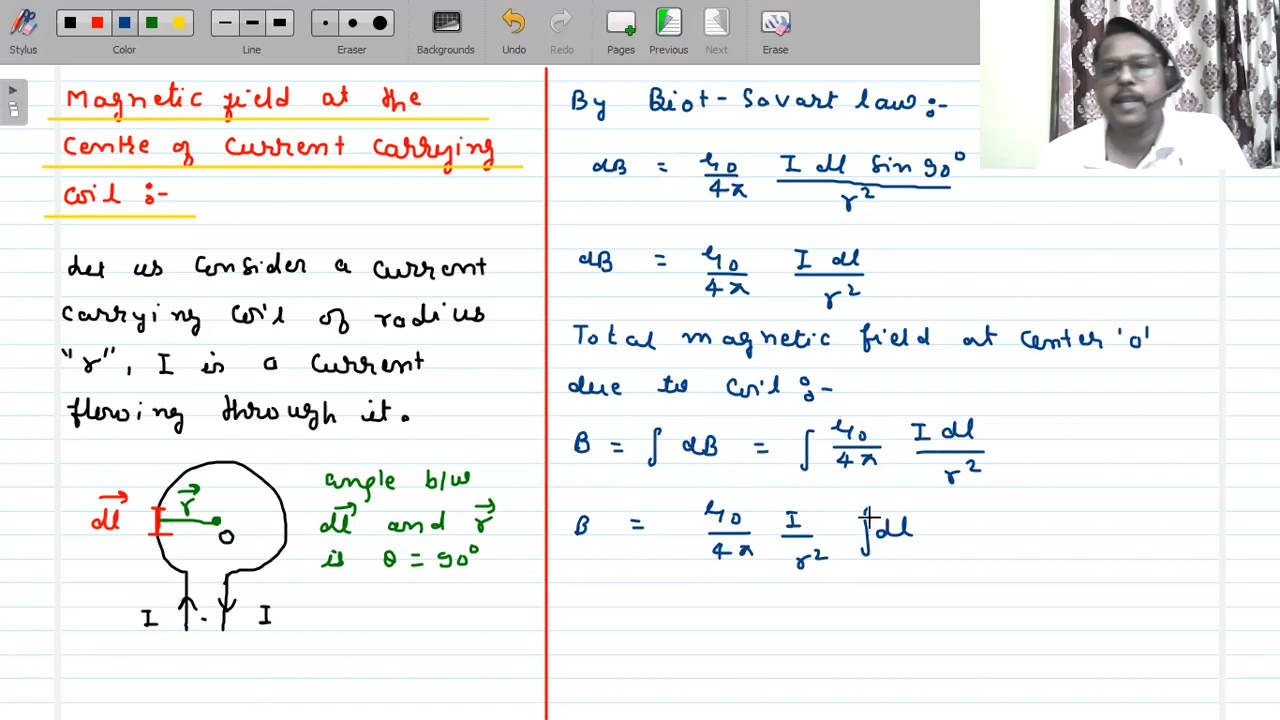 Stylus
Color
Line
Eraser
Backgrounds
Undo
Redo
Pages
Previous
Next
Erase
Magnetic field at the
Centre of current carrying
coil :-
Let us consider a current
carrying coil of radius
"r", I is a current
flowing through it.
dl r O
I I
angle b/w
dl and r
is θ = 90°
By Biot-Savart law :-
dB = μ0/4π I dl sin 90°/r²
dB = μ0/4π I dl/r²
Total magnetic field at center 'o'
due to coil :-
B = ∫ dB = ∫ μ0/4π I dl/r²
B = μ0/4π I/r² ∫dl